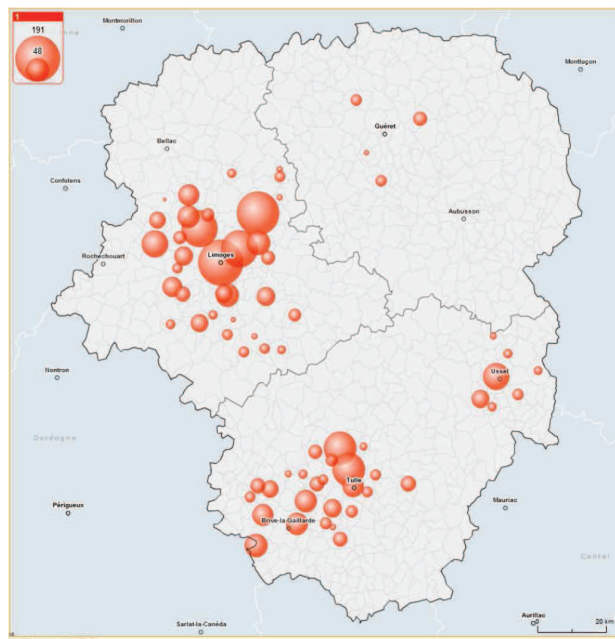 1
191
48
Montmorillon
Montluçon
Guéret
Bellac
Confolens
Aubusson
Rochechouart
Limoges
Nontron
Ussel
Dordogne
Tulle
Périgueux
Mauriac
Brive-la-Gaillarde
Cantal
Sarlat-la-Canéda
Aurillac
0 20 km